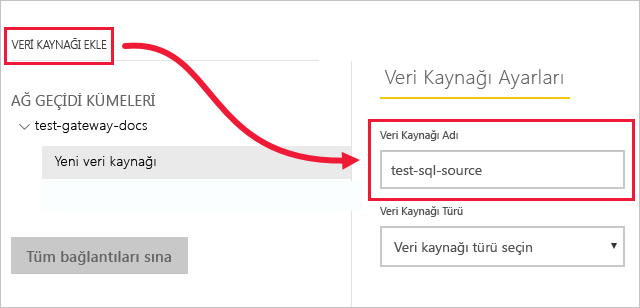 VERİ KAYNAĞI EKLE
AĞ GEÇİDİ KÜMELERİ
test-gateway-docs
Yeni veri kaynağı
Tüm bağlantıları sına
Veri Kaynağı Ayarları
Veri Kaynağı Adı
test-sql-source
Veri Kaynağı Türü
Veri kaynağı türü seçin